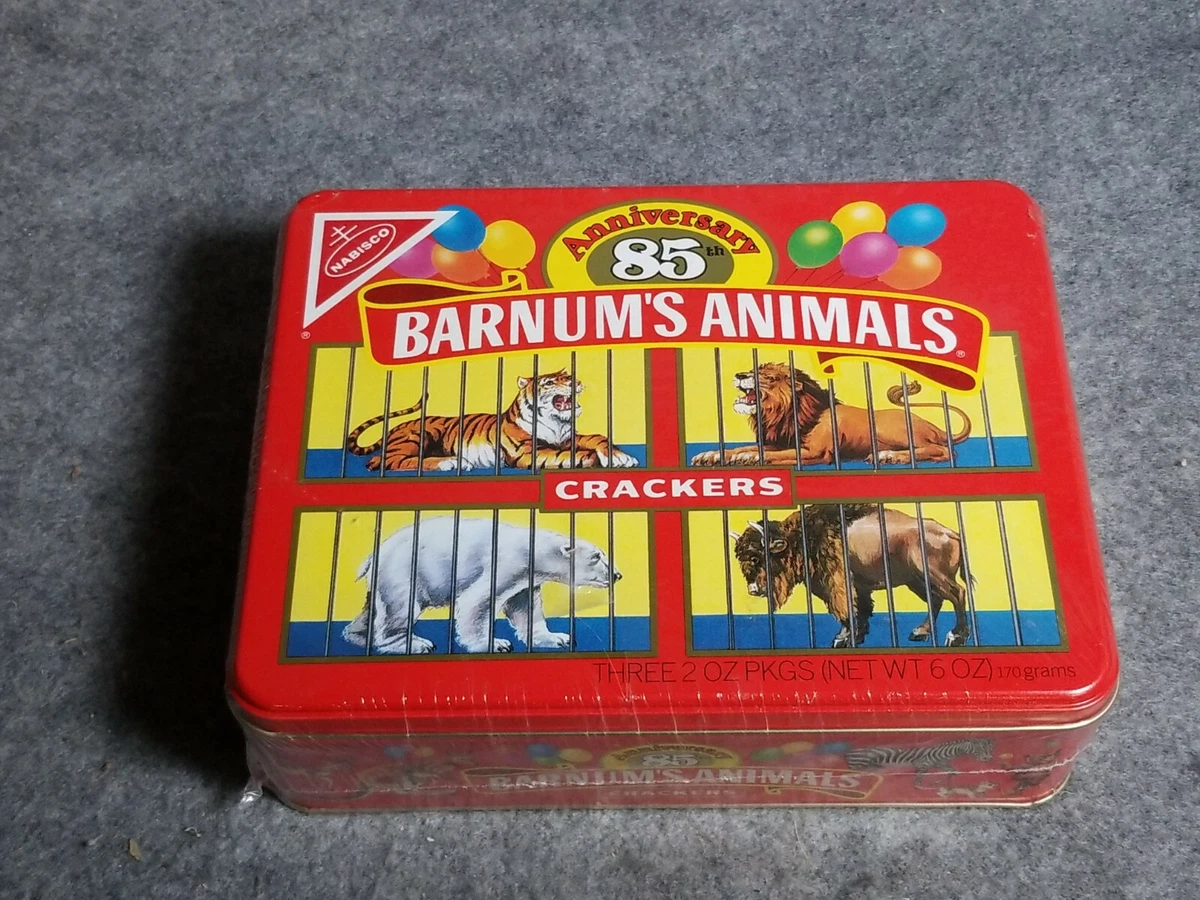 NABISCO
®
Anniversary
85th
BARNUM'S ANIMALS®
CRACKERS
THREE 2 OZ PKGS (NET WT 6 OZ) 170 grams
Anniversary
85
BARNUM'S ANIMALS
CRACKERS